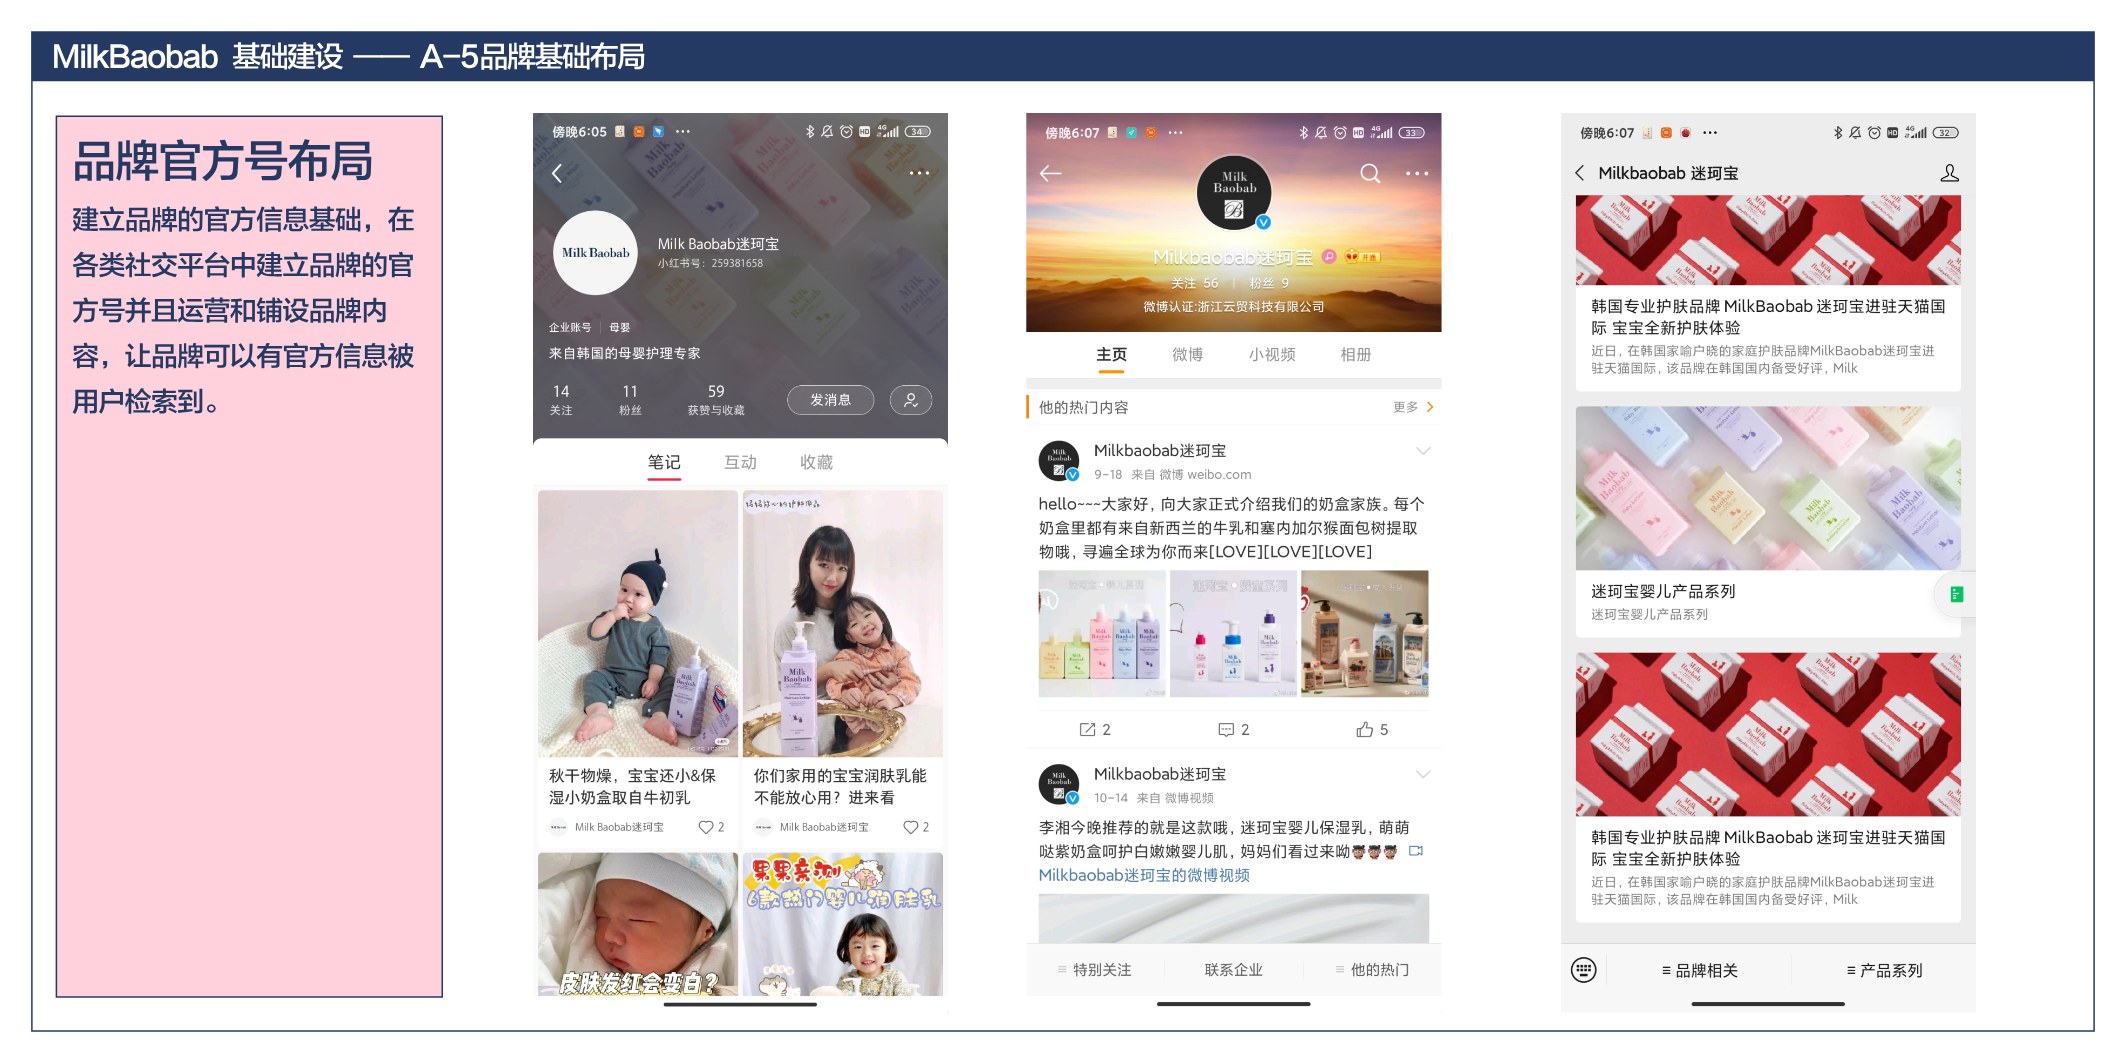 MilkBaobab 基础建设 —— A-5品牌基础布局
品牌官方号布局
建立品牌的官方信息基础，在
各类社交平台中建立品牌的官
方号并且运营和铺设品牌内
容，让品牌可以有官方信息被
用户检索到。
傍晚6:05
34
Milk Baobab
Milk Baobab迷珂宝
小红书号：259381658
企业账号 | 母婴
来自韩国的母婴护理专家
14 11 59
关注 粉丝 获赞与收藏
发消息
笔记 互动 收藏
Milk Baobab
秋干物燥，宝宝还小&保
湿小奶盒取自牛初乳
Milk Baobab迷珂宝 2
Milk Baobab
你们家用的宝宝润肤乳能
不能放心用？进来看
Milk Baobab迷珂宝 2
皮肤发红会变白？
果果亲测
6款热门婴儿润肤乳
傍晚6:07
33
Milk
Baobab
Milkbaobab迷珂宝
关注 56 | 粉丝 9
微博认证:浙江云贸科技有限公司
主页 微博 小视频 相册
他的热门内容 更多
Milkbaobab迷珂宝
9-18 来自 微博 weibo.com
hello~~~大家好，向大家正式介绍我们的奶盒家族。每个
奶盒里都有来自新西兰的牛乳和塞内加尔猴面包树提取
物哦，寻遍全球为你而来[LOVE][LOVE][LOVE]
2 2 5
Milkbaobab迷珂宝
10-14 来自 微博视频
李湘今晚推荐的就是这款哦，迷珂宝婴儿保湿乳，萌萌
哒紫奶盒呵护白嫩嫩婴儿肌，妈妈们看过来呦
Milkbaobab迷珂宝的微博视频
特别关注 联系企业 他的热门
傍晚6:07
32
Milkbaobab 迷珂宝
韩国专业护肤品牌 MilkBaobab 迷珂宝进驻天猫国
际 宝宝全新护肤体验
近日，在韩国家喻户晓的家庭护肤品牌MilkBaobab迷珂宝进
驻天猫国际，该品牌在韩国国内备受好评，Milk
迷珂宝婴儿产品系列
迷珂宝婴儿产品系列
韩国专业护肤品牌 MilkBaobab 迷珂宝进驻天猫国
际 宝宝全新护肤体验
近日，在韩国家喻户晓的家庭护肤品牌MilkBaobab迷珂宝进
驻天猫国际，该品牌在韩国国内备受好评，Milk
品牌相关 产品系列